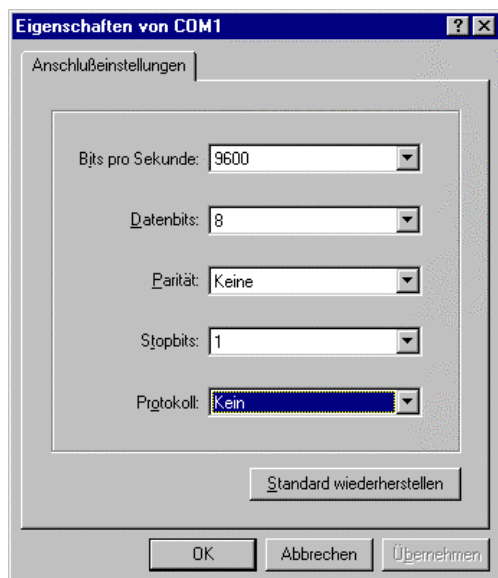 Eigenschaften von COM1
Anschlußeinstellungen
Bits pro Sekunde: 9600
Datenbits: 8
Parität: Keine
Stopbits: 1
Protokoll: Kein
Standard wiederherstellen
OK Abbrechen Übernehmen